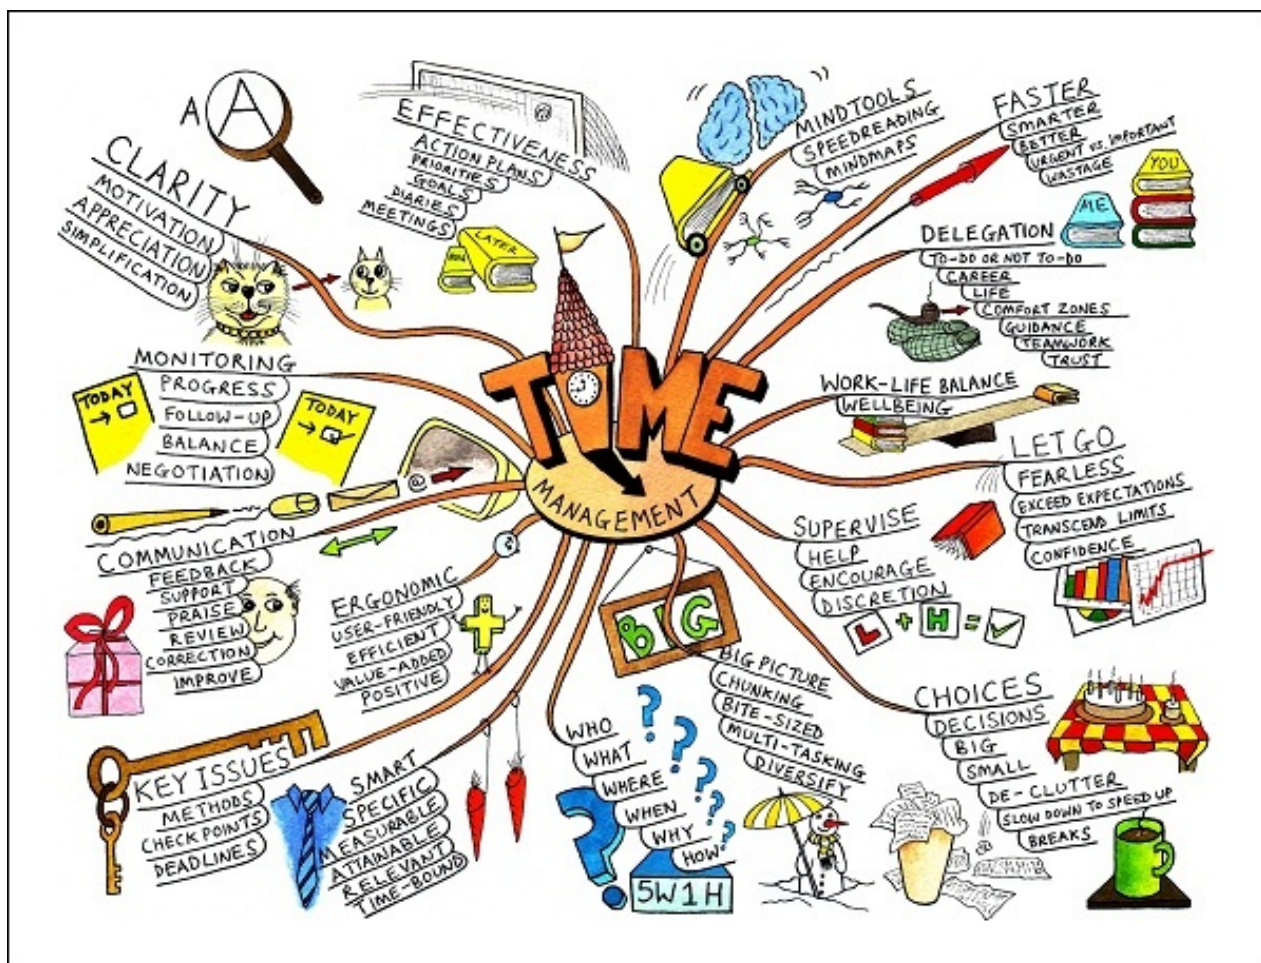 TIME
MANAGEMENT
A A
CLARITY
MOTIVATION
APPRECIATION
SIMPLIFICATION
EFFECTIVENESS
ACTION PLANS
PRIORITIES
GOALS
DIARIES
MEETINGS
LATER
MINDTOOLS
SPEEDREADING
MINDMAPS
FASTER
SMARTER
BETTER
URGENT vs. IMPORTANT
WASTAGE
YOU
ME
DELEGATION
TO-DO OR NOT TO-DO
CAREER
LIFE
COMFORT ZONES
GUIDANCE
TEAMWORK
TRUST
MONITORING
PROGRESS
FOLLOW-UP
BALANCE
NEGOTIATION
TODAY
TODAY
WORK-LIFE BALANCE
WELLBEING
LET GO
FEARLESS
EXCEED EXPECTATIONS
TRANSCEND LIMITS
CONFIDENCE
@
COMMUNICATION
FEEDBACK
SUPPORT
PRAISE
REVIEW
CORRECTION
IMPROVE
ERGONOMIC
USER-FRIENDLY
EFFICIENT
VALUE-ADDED
POSITIVE
SUPERVISE
HELP
ENCOURAGE
DISCRETION
L + H =
BIG
BIG PICTURE
CHUNKING
BITE-SIZED
MULTI-TASKING
DIVERSIFY
CHOICES
DECISIONS
BIG
SMALL
DE-CLUTTER
SLOW DOWN TO SPEED UP
BREAKS
@
KEY ISSUES
METHODS
CHECKPOINTS
DEADLINES
SMART
SPECIFIC
MEASURABLE
ATTAINABLE
RELEVANT
TIME-BOUND
WHO
WHAT
WHERE
WHEN
WHY
HOW
? ? ? ? ? ?
?
5W1H